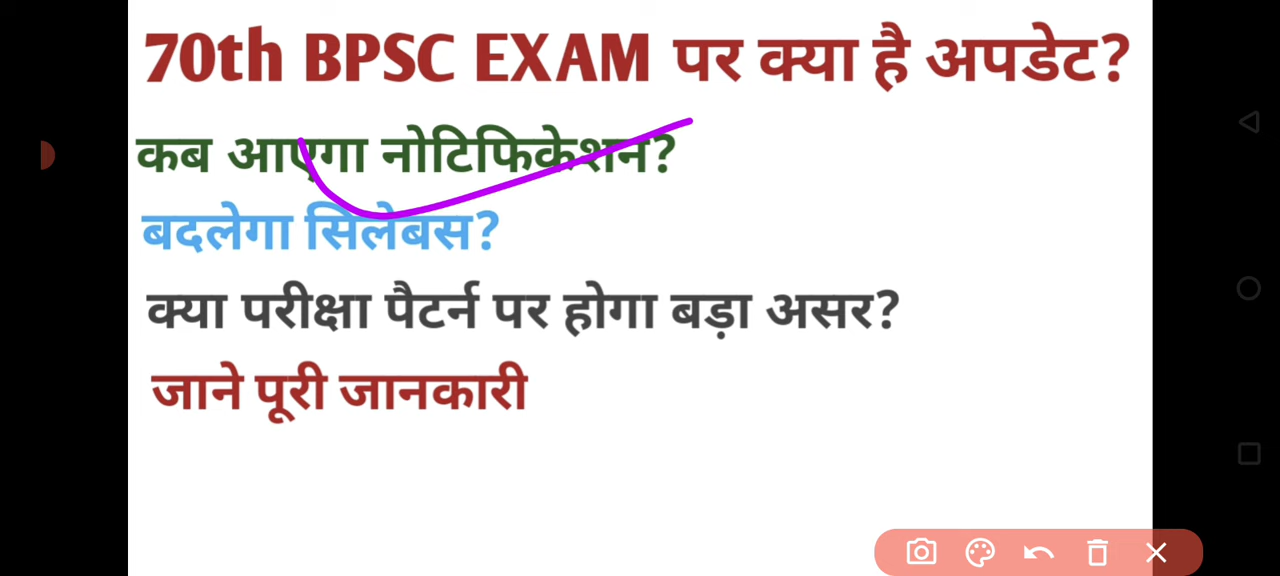 70th BPSC EXAM पर क्या है अपडेट?
कब आएगा नोटिफिकेशन?
बदलेगा सिलेबस?
क्या परीक्षा पैटर्न पर होगा बड़ा असर?
जाने पूरी जानकारी